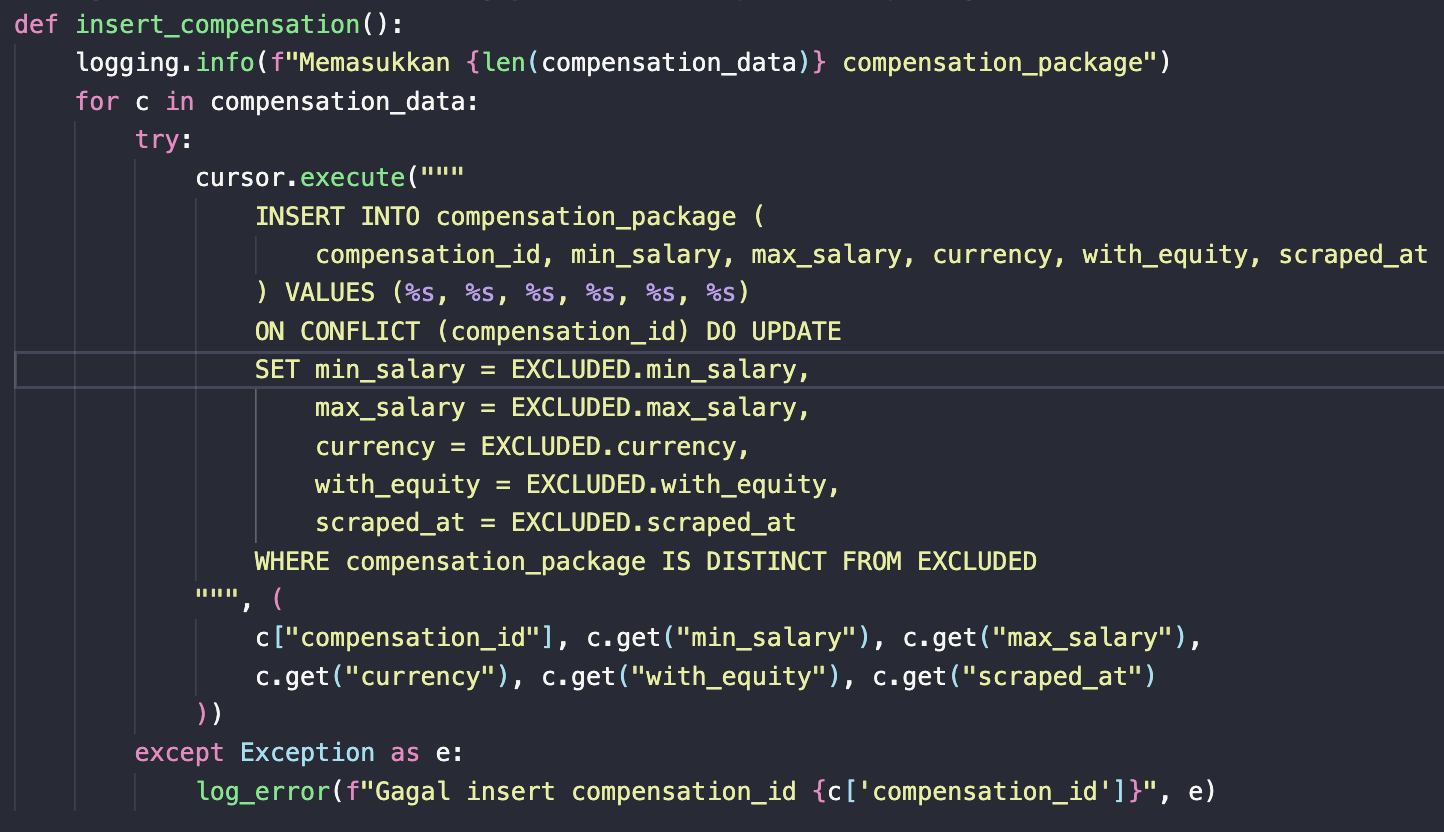 def insert_compensation():
    logging.info(f"Memasukkan {len(compensation_data)} compensation_package")
    for c in compensation_data:
        try:
            cursor.execute("""
                INSERT INTO compensation_package (
                    compensation_id, min_salary, max_salary, currency, with_equity, scraped_at
                ) VALUES (%s, %s, %s, %s, %s, %s)
                ON CONFLICT (compensation_id) DO UPDATE
                SET min_salary = EXCLUDED.min_salary,
                    max_salary = EXCLUDED.max_salary,
                    currency = EXCLUDED.currency,
                    with_equity = EXCLUDED.with_equity,
                    scraped_at = EXCLUDED.scraped_at
                WHERE compensation_package IS DISTINCT FROM EXCLUDED
            """, (
                c["compensation_id"], c.get("min_salary"), c.get("max_salary"),
                c.get("currency"), c.get("with_equity"), c.get("scraped_at")
            ))
        except Exception as e:
            log_error(f"Gagal insert compensation_id {c['compensation_id']}", e)